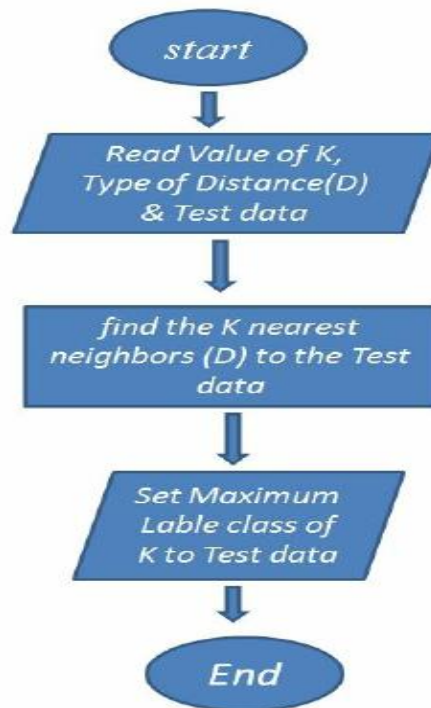 start
Read Value of K,
Type of Distance(D)
& Test data
find the K nearest
neighbors (D) to the Test
data
Set Maximum
Lable class of
K to Test data
End